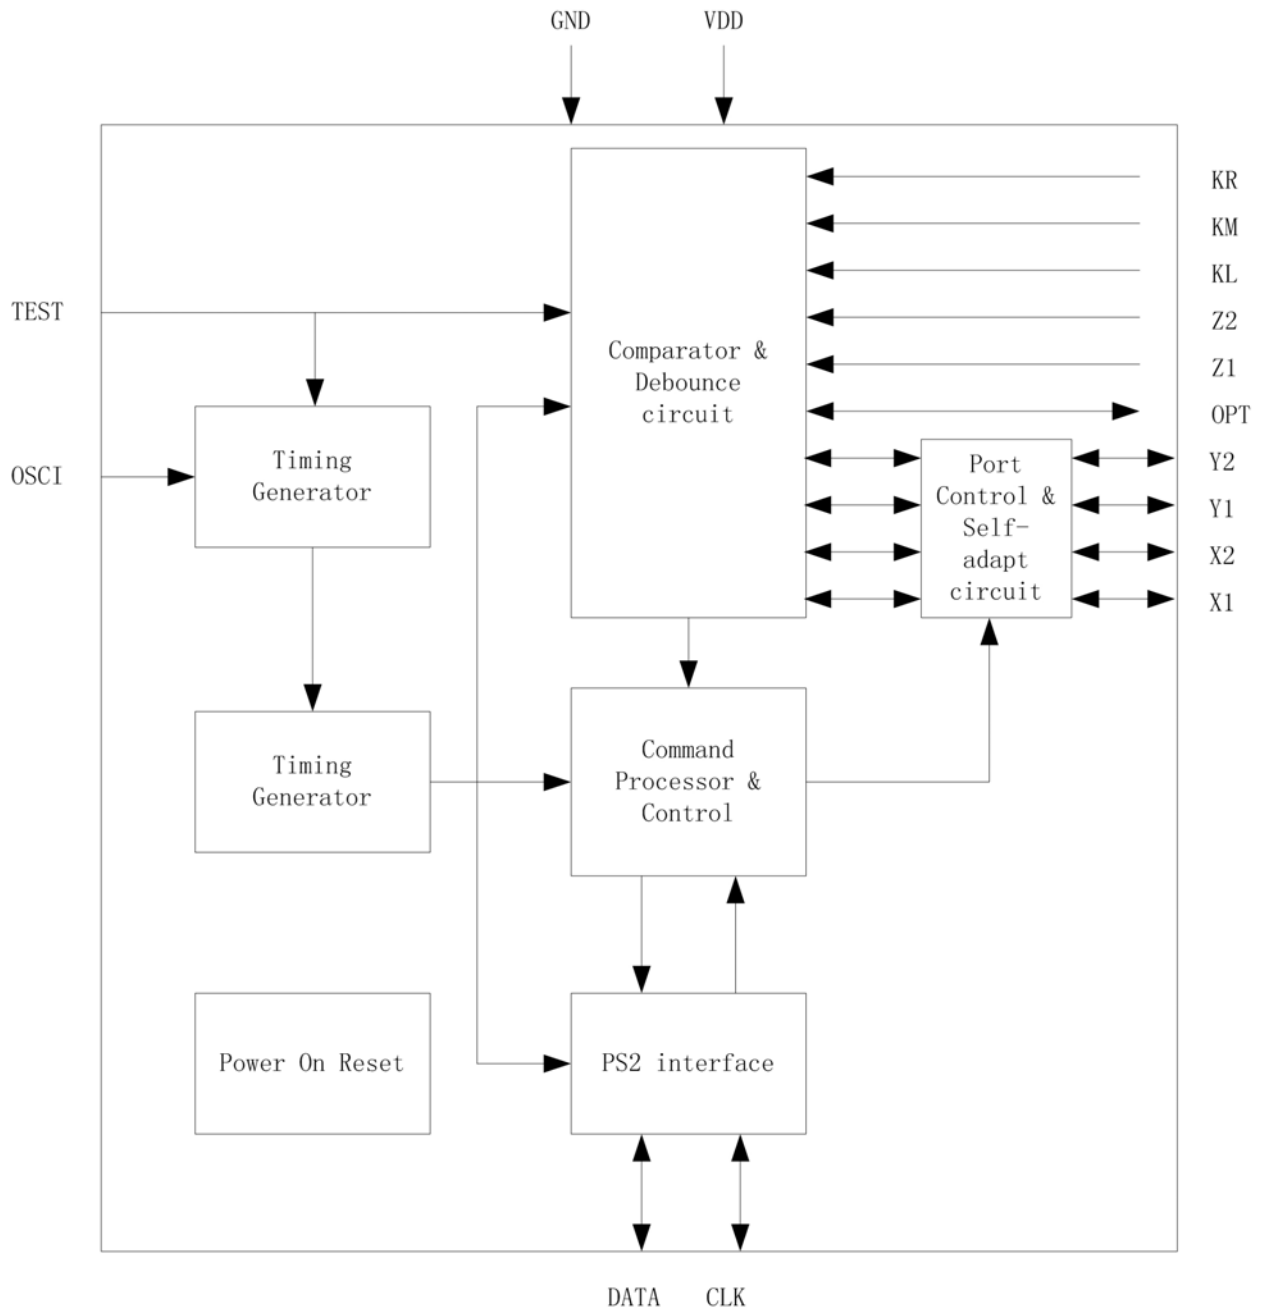 GND
VDD
KR
KM
KL
Z2
Z1
OPT
Y2
Y1
X2
X1
TEST
OSCI
Comparator &
Debounce
circuit
Timing
Generator
Port
Control &
Self-
adapt
circuit
Timing
Generator
Command
Processor &
Control
Power On Reset
PS2 interface
DATA
CLK